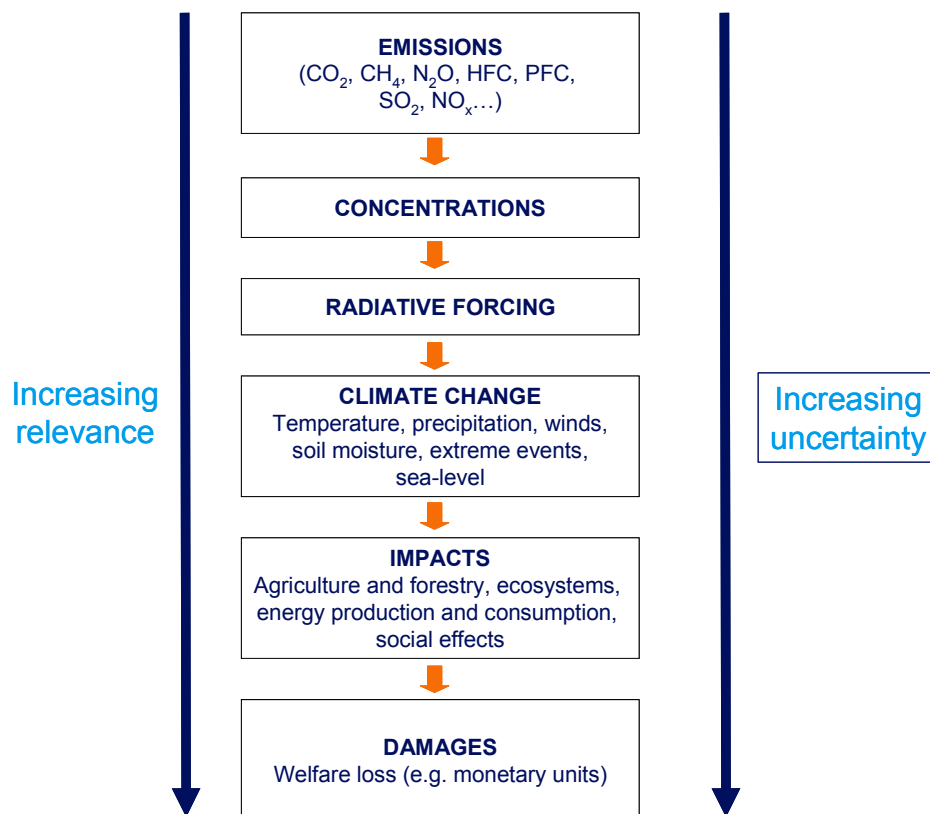 EMISSIONS
(CO₂, CH₄, N₂O, HFC, PFC,
SO₂, NOₓ…)
CONCENTRATIONS
RADIATIVE FORCING
Increasing
relevance
CLIMATE CHANGE
Temperature, precipitation, winds,
soil moisture, extreme events,
sea-level
Increasing
uncertainty
IMPACTS
Agriculture and forestry, ecosystems,
energy production and consumption,
social effects
DAMAGES
Welfare loss (e.g. monetary units)